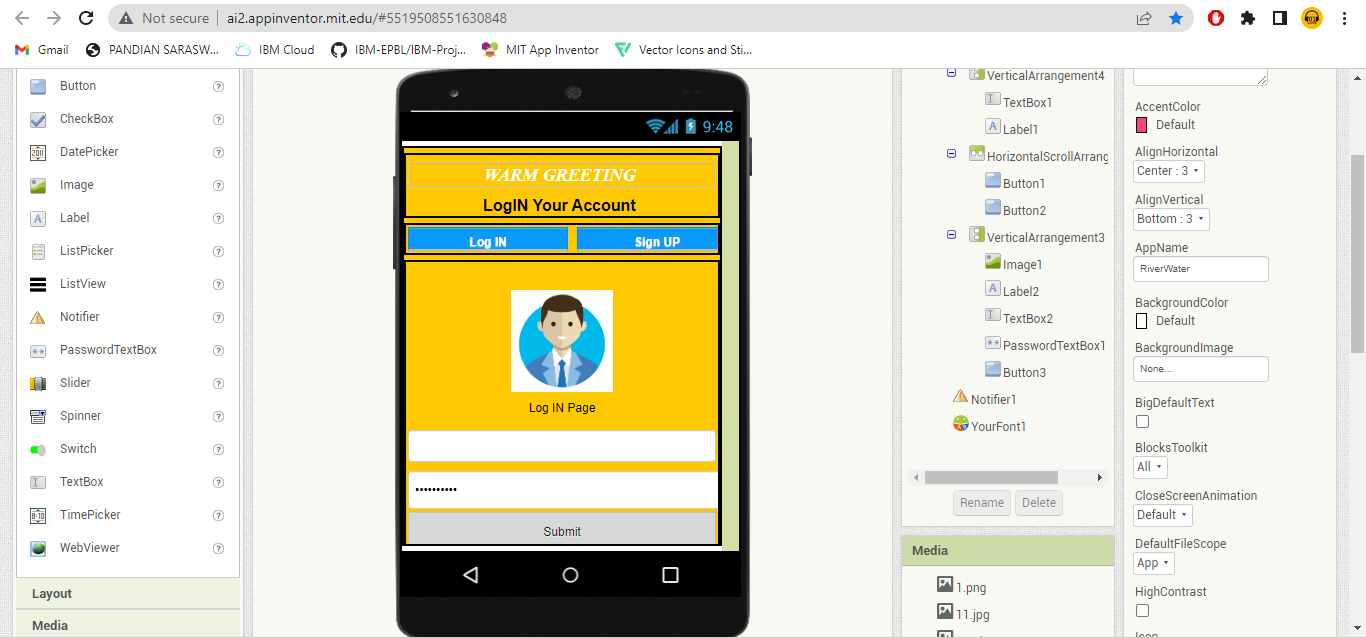 Not secure | ai2.appinventor.mit.edu/#5519508551630848
Gmail PANDIAN SARASW... IBM Cloud IBM-EPBL/IBM-Proj... MIT App Inventor Vector Icons and Sti...
Button ?
CheckBox ?
DatePicker ?
Image ?
Label ?
ListPicker ?
ListView ?
Notifier ?
PasswordTextBox ?
Slider ?
Spinner ?
Switch ?
TextBox ?
TimePicker ?
WebViewer ?
Layout
Media
9:48
WARM GREETING
LogIN Your Account
Log IN Sign UP
Log IN Page
••••••••••
Submit
VerticalArrangement4
TextBox1
Label1
HorizontalScrollArrang
Button1
Button2
VerticalArrangement3
Image1
Label2
TextBox2
PasswordTextBox1
Button3
Notifier1
YourFont1
Rename Delete
Media
1.png
11.jpg
AccentColor
Default
AlignHorizontal
Center : 3
AlignVertical
Bottom : 3
AppName
RiverWater
BackgroundColor
Default
BackgroundImage
None...
BigDefaultText
BlocksToolkit
All
CloseScreenAnimation
Default
DefaultFileScope
App
HighContrast
Icon